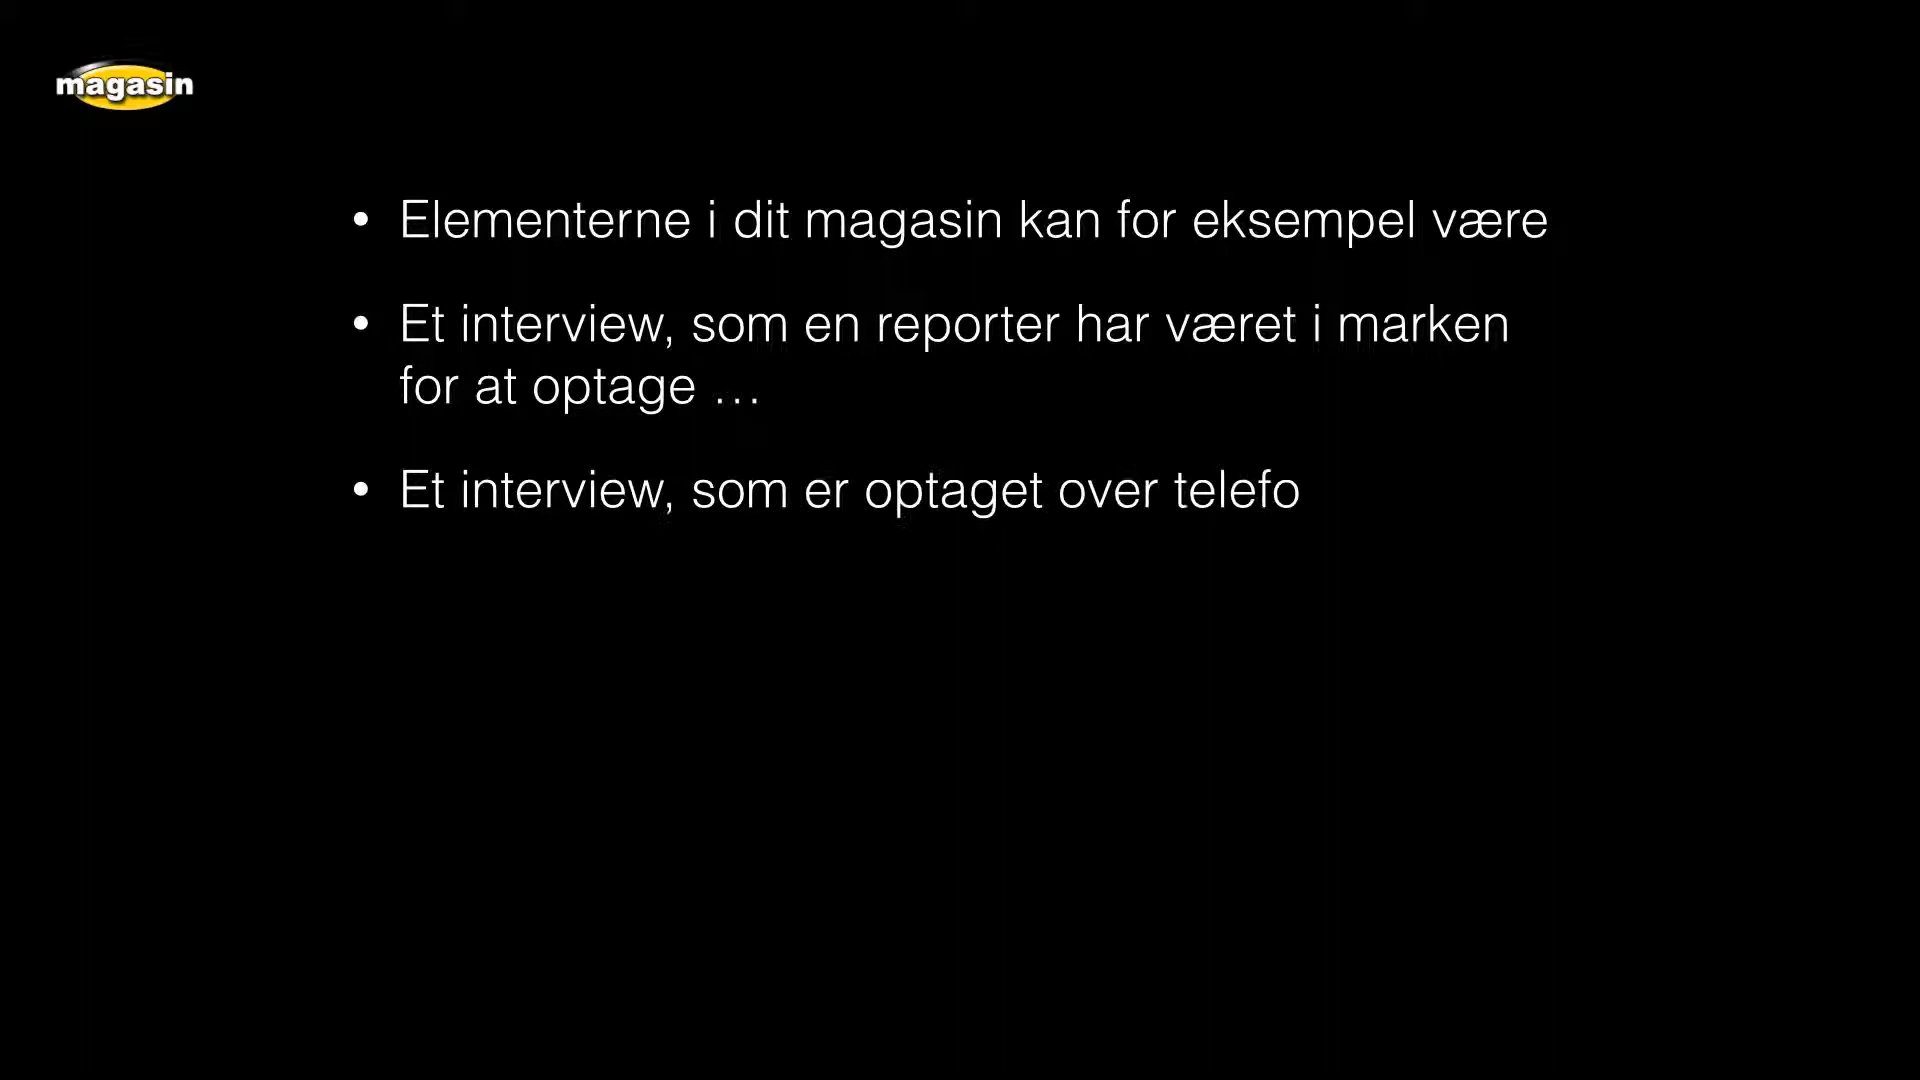 magasin
• Elementerne i dit magasin kan for eksempel være
• Et interview, som en reporter har været i marken
for at optage …
• Et interview, som er optaget over telefo